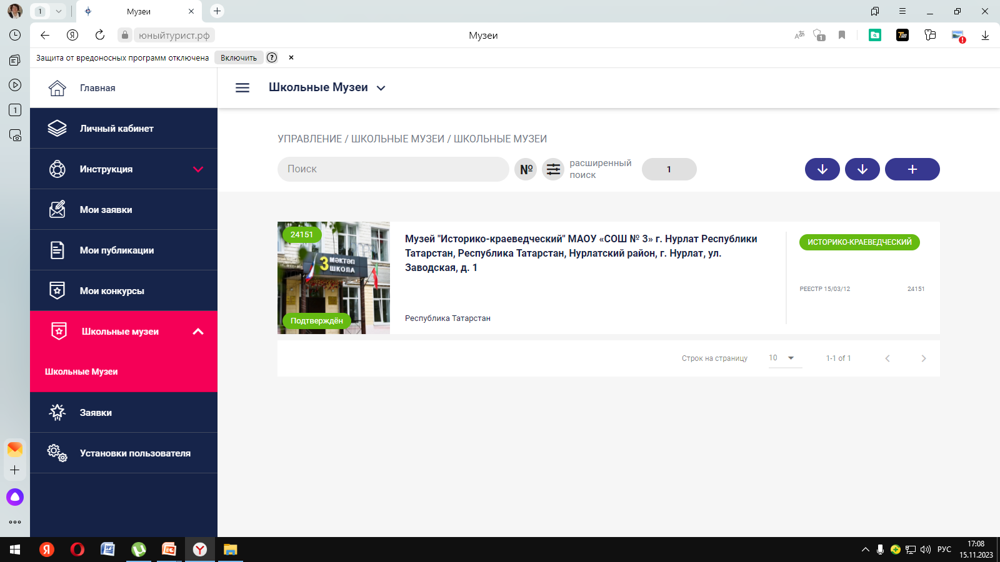 1
Музеи
юныйтурист.рф
Музеи
1
Защита от вредоносных программ отключена
Включить
?
Главная
Школьные Музеи
1
Личный кабинет
Инструкция
Мои заявки
Мои публикации
Мои конкурсы
Школьные музеи
Школьные Музеи
Заявки
Установки пользователя
УПРАВЛЕНИЕ / ШКОЛЬНЫЕ МУЗЕИ / ШКОЛЬНЫЕ МУЗЕИ
Поиск
№
расширенный
поиск
1
24151
3 МӘКТӘП
ШКОЛА
Подтверждён
Музей "Историко-краеведческий" МАОУ «СОШ № 3» г. Нурлат Республики
Татарстан, Республика Татарстан, Нурлатский район, г. Нурлат, ул.
Заводская, д. 1
Республика Татарстан
ИСТОРИКО-КРАЕВЕДЧЕСКИЙ
РЕЕСТР 15/03/12
24151
Строк на страницу
10
1-1 of 1
РУС
17:08
15.11.2023